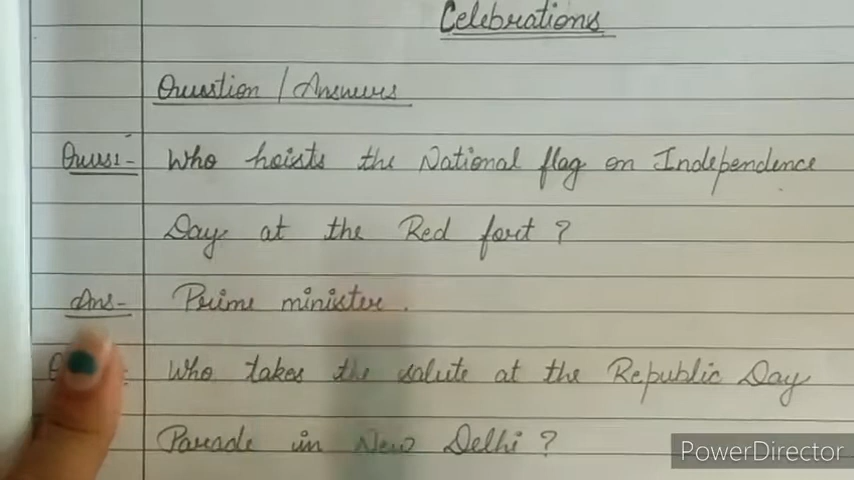 Celebrations
Question / Answers
Ques1- Who hoists the National flag on Independence
Day at the Red fort ?
Ans- Prime minister .
Who takes the salute at the Republic Day
Parade in New Delhi ?
PowerDirector